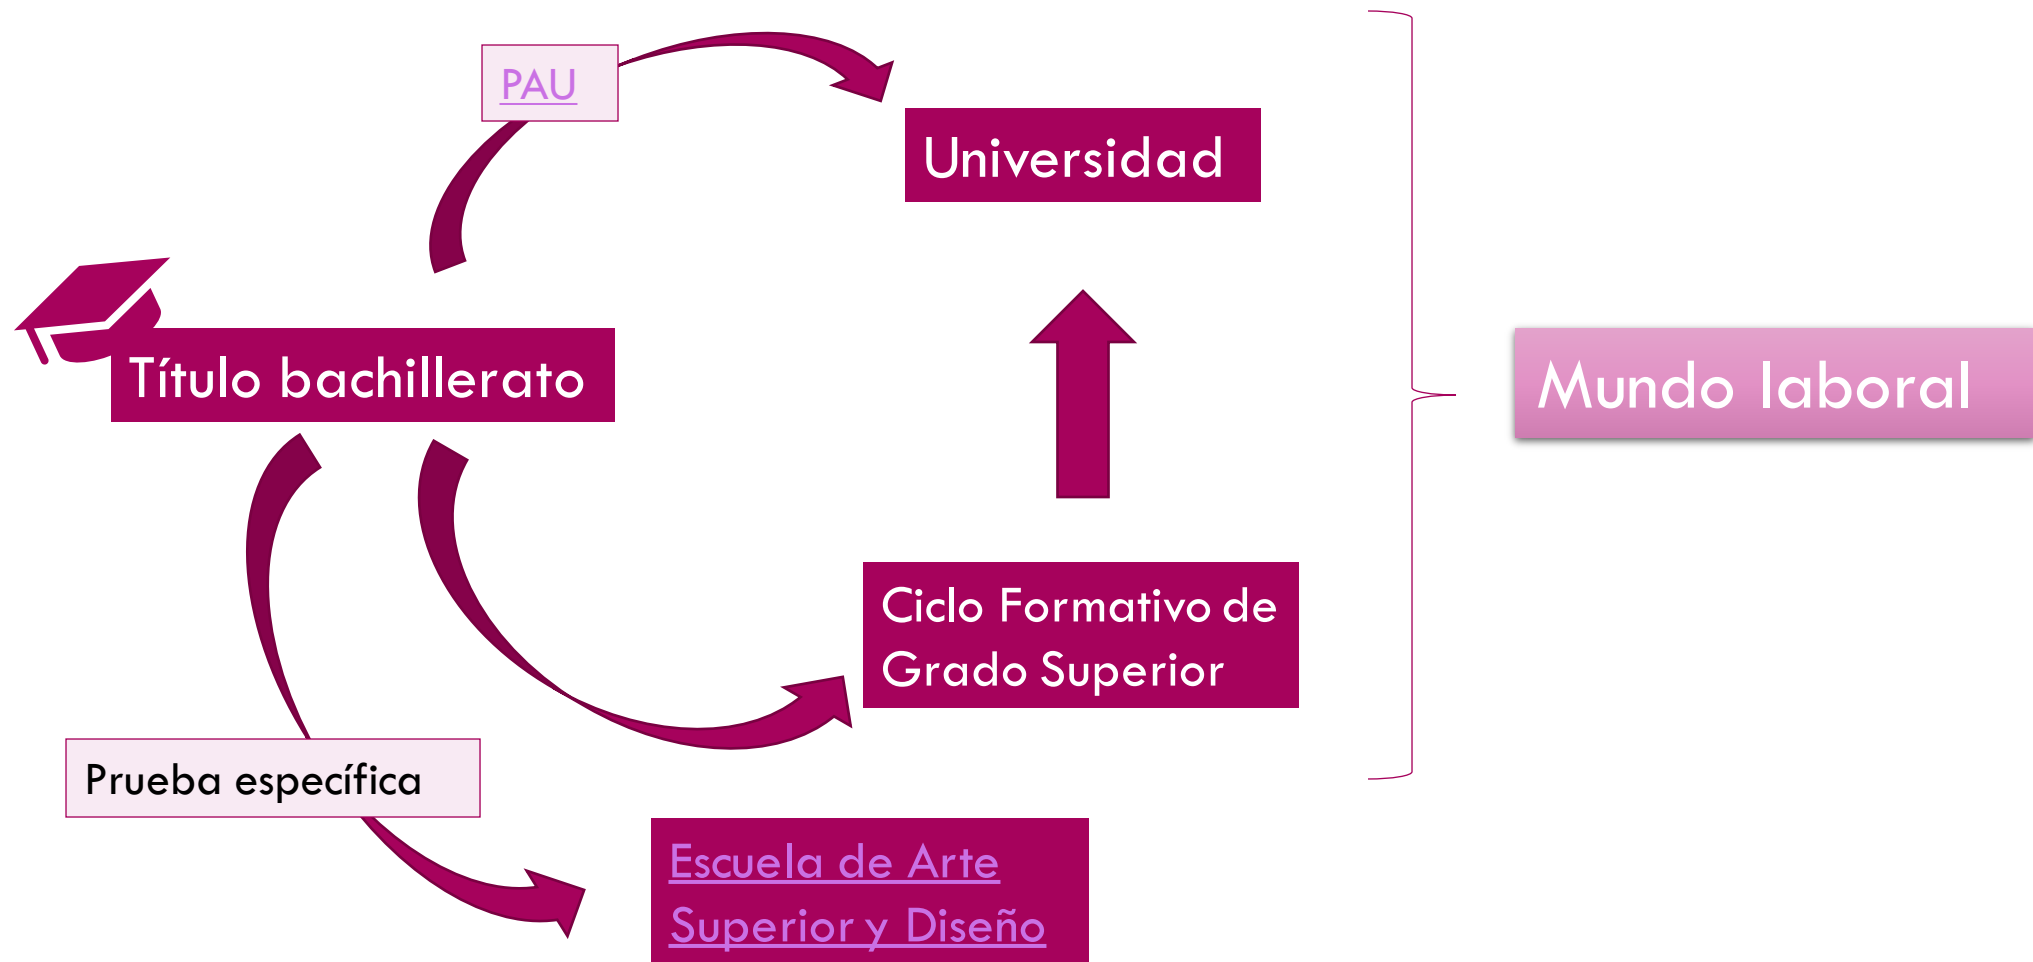 PAU
Universidad
Título bachillerato
Mundo laboral
Ciclo Formativo de
Grado Superior
Prueba específica
Escuela de Arte
Superior y Diseño